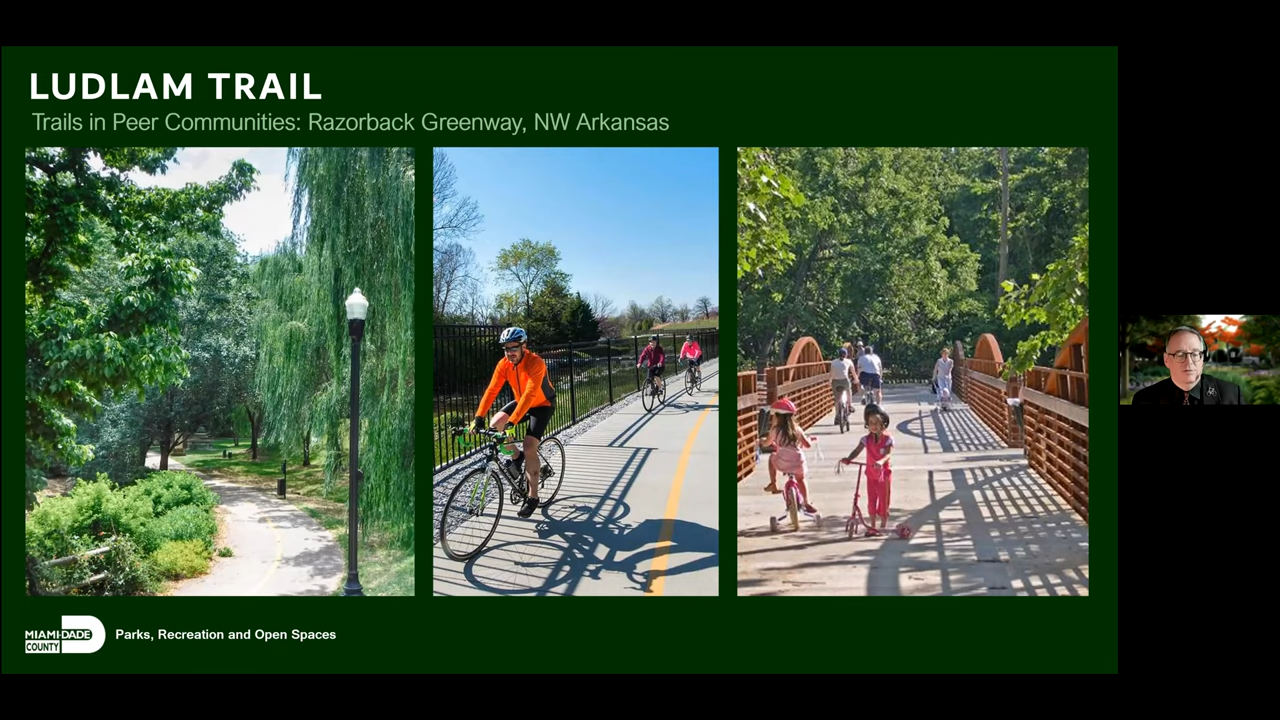 LUDLAM TRAIL
Trails in Peer Communities: Razorback Greenway, NW Arkansas
MIAMI-DADE
COUNTY
Parks, Recreation and Open Spaces